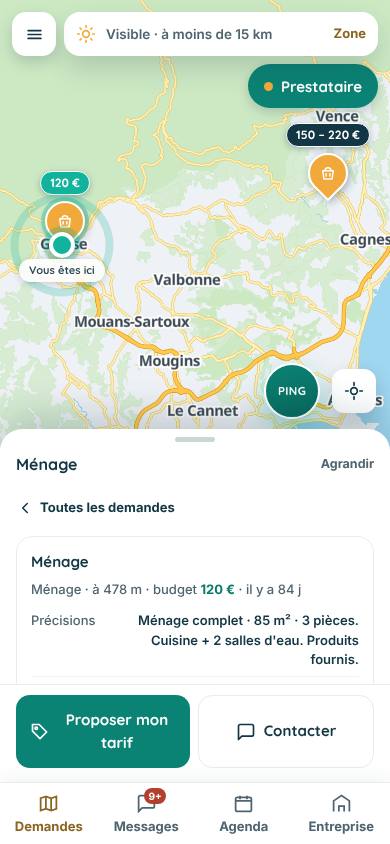 Visible · à moins de 15 km
Zone
Prestataire
Vence
150 – 220 €
120 €
Cagnes
Vous êtes ici
Valbonne
Mouans-Sartoux
Mougins
PING
Le Cannet
Ménage
Agrandir
Toutes les demandes
Ménage
Ménage · à 478 m · budget 120 € · il y a 84 j
Précisions
Ménage complet · 85 m² · 3 pièces.
Cuisine + 2 salles d'eau. Produits
fournis.
Proposer mon
tarif
Contacter
9+
Demandes
Messages
Agenda
Entreprise